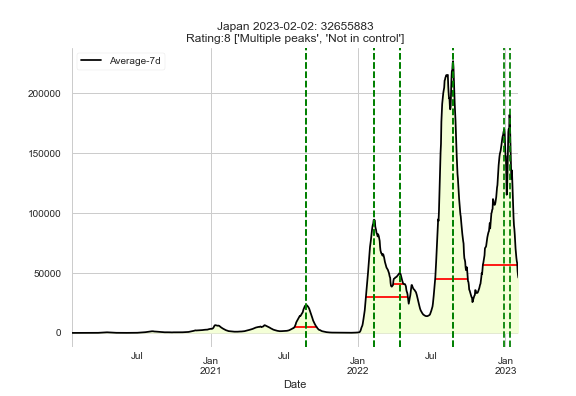 Japan 2023-02-02: 32655883
Rating:8 ['Multiple peaks', 'Not in control']
Average-7d
200000
150000
100000
50000
0
Jul
Jan
2021
Jul
Jan
2022
Jul
Jan
2023
Date